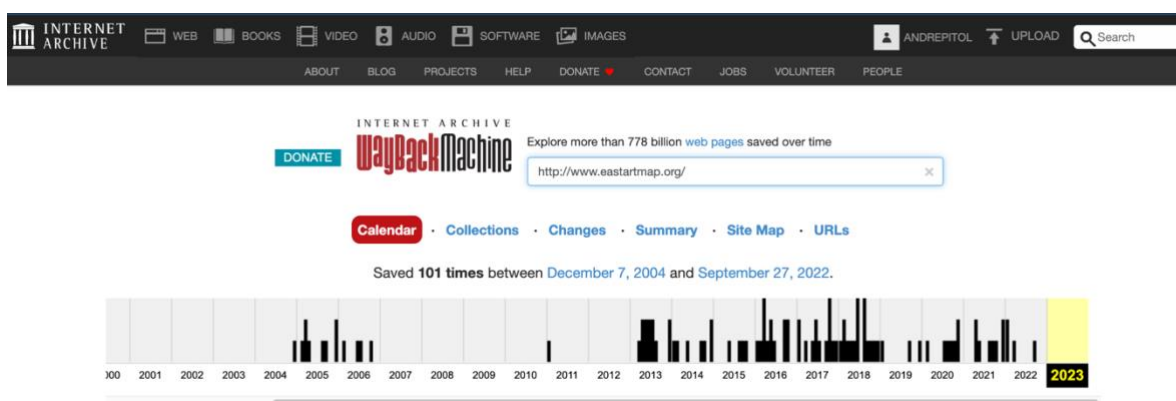 INTERNET ARCHIVE WEB BOOKS VIDEO AUDIO SOFTWARE IMAGES ANDREPITOL UPLOAD Search
ABOUT BLOG PROJECTS HELP DONATE CONTACT JOBS VOLUNTEER PEOPLE
INTERNET ARCHIVE
DONATE WayBackMachine Explore more than 778 billion web pages saved over time
http://www.eastartmap.org/ ×
Calendar · Collections · Changes · Summary · Site Map · URLs
Saved 101 times between December 7, 2004 and September 27, 2022.
00 2001 2002 2003 2004 2005 2006 2007 2008 2009 2010 2011 2012 2013 2014 2015 2016 2017 2018 2019 2020 2021 2022 2023